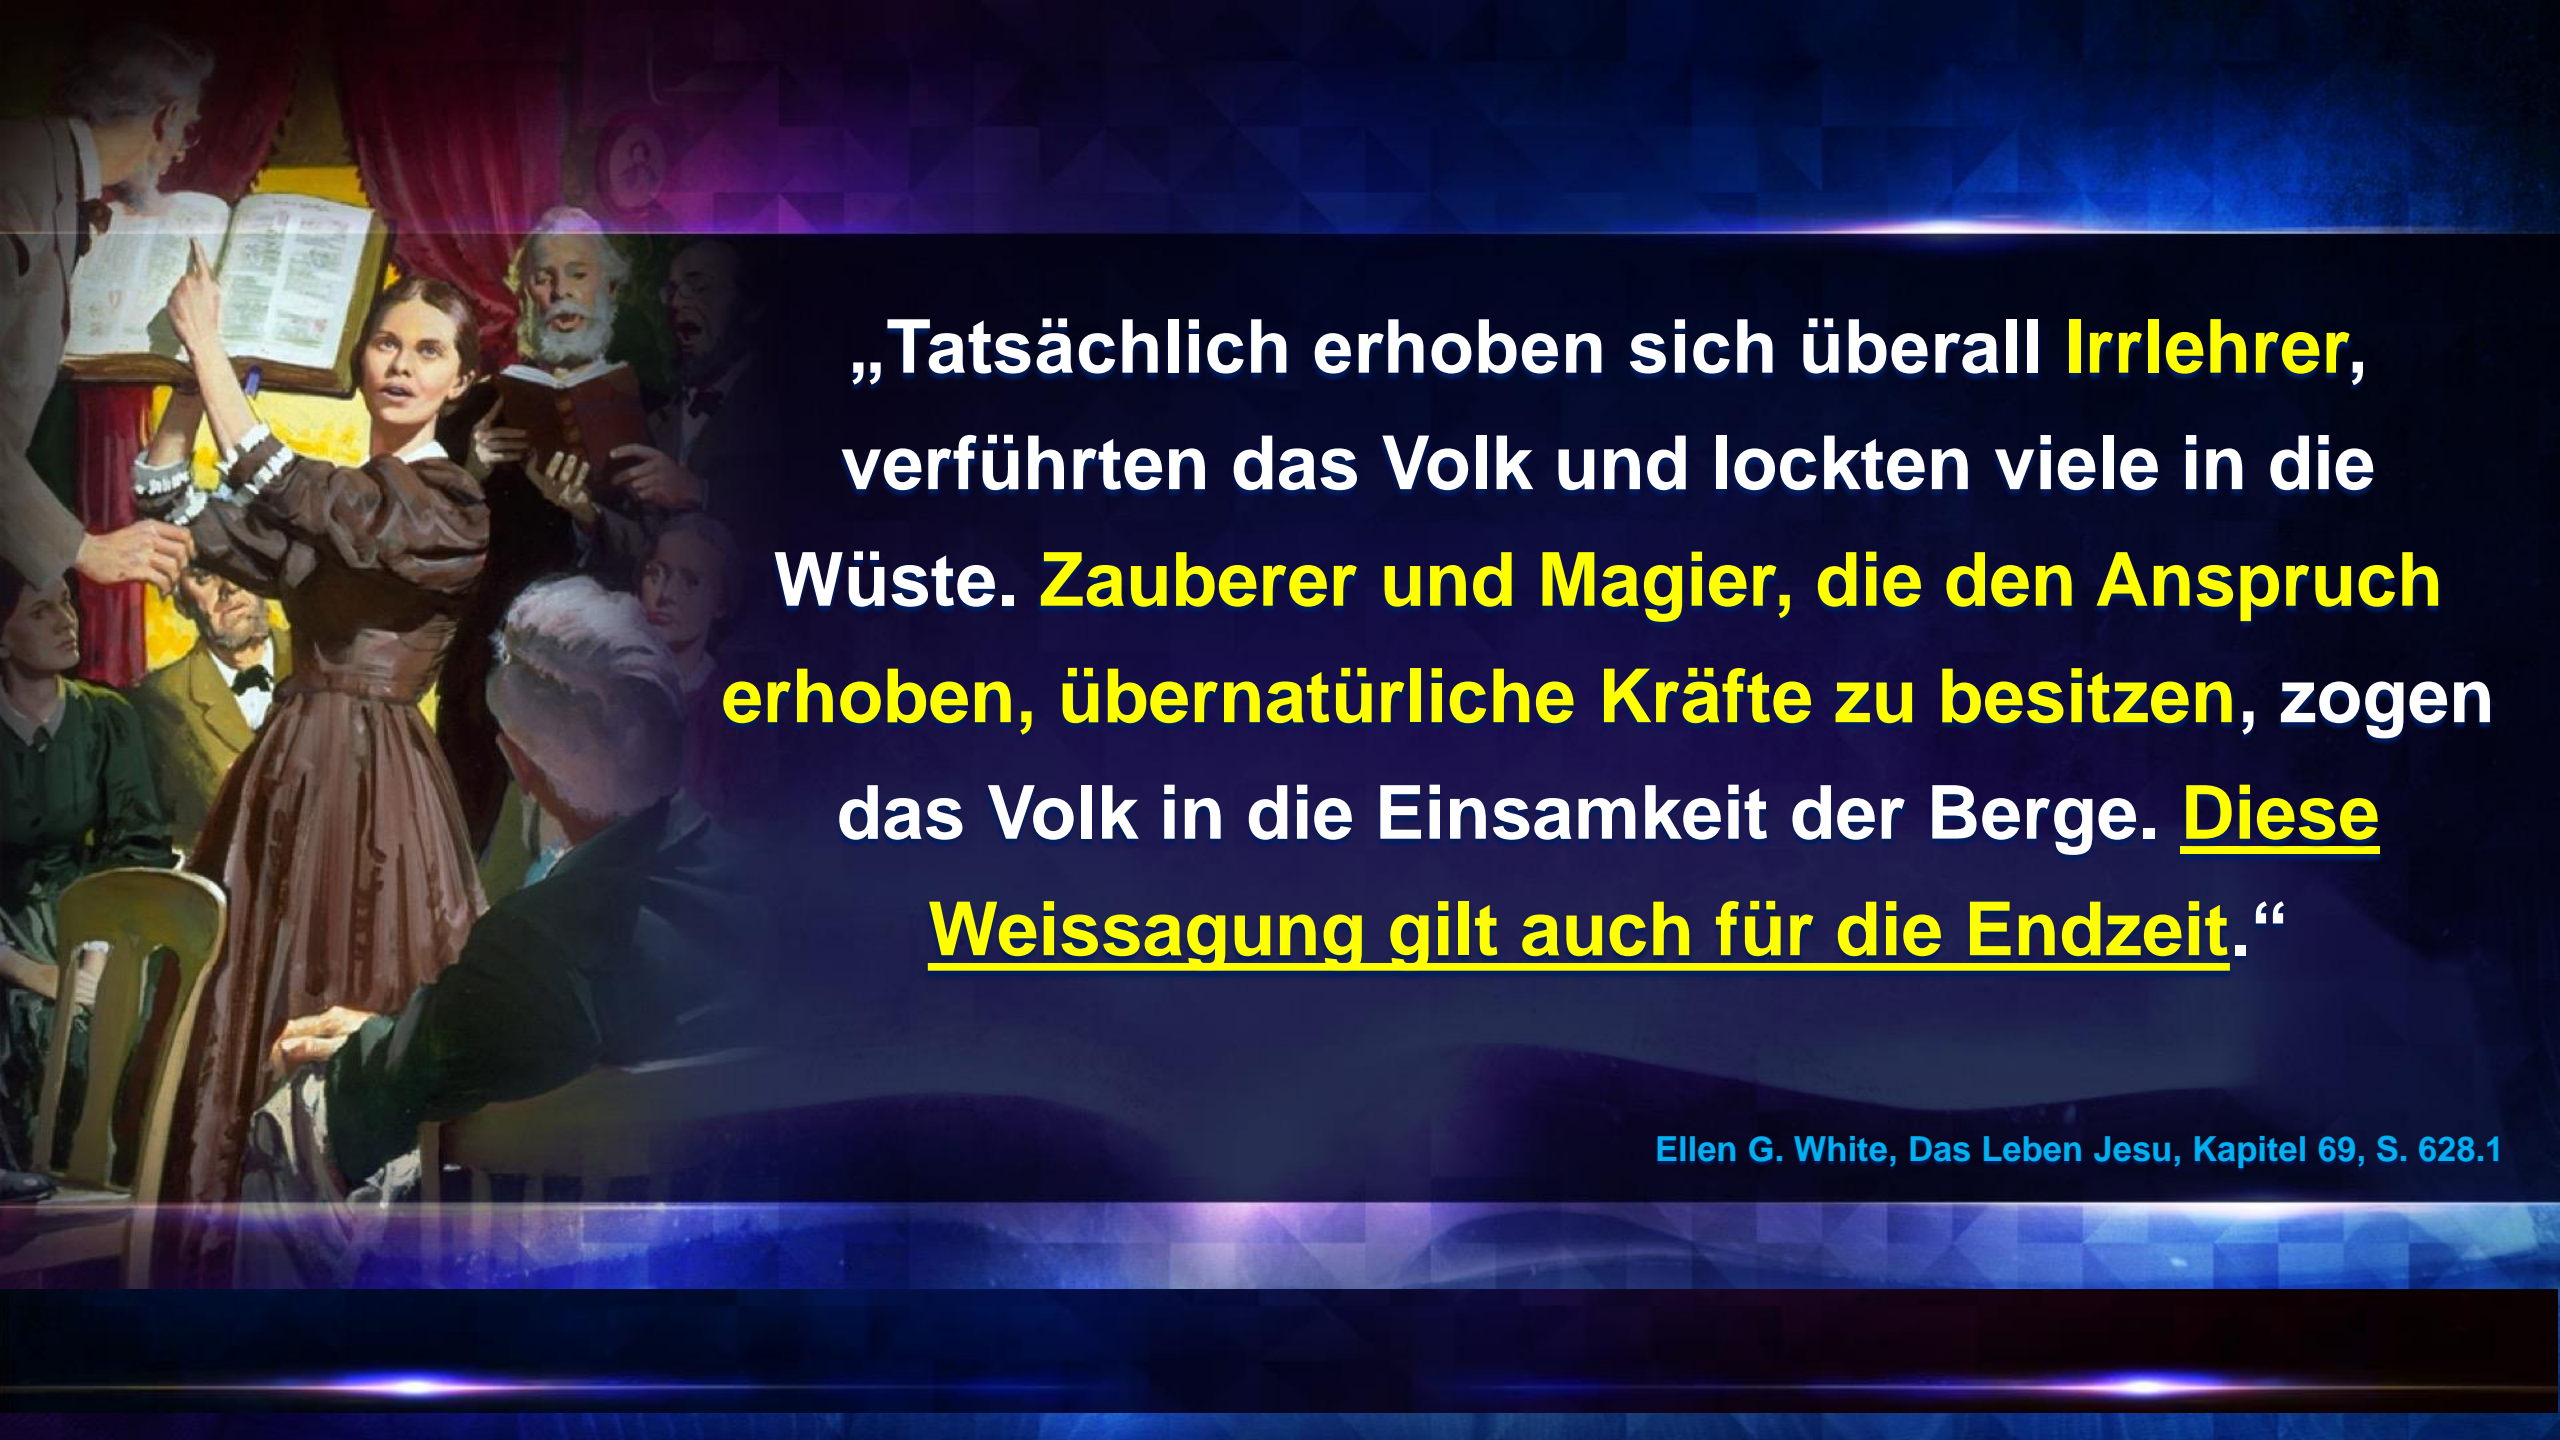 „Tatsächlich erhoben sich überall Irrlehrer,
verführten das Volk und lockten viele in die
Wüste. Zauberer und Magier, die den Anspruch
erhoben, übernatürliche Kräfte zu besitzen, zogen
das Volk in die Einsamkeit der Berge. Diese
Weissagung gilt auch für die Endzeit.“
Ellen G. White, Das Leben Jesu, Kapitel 69, S. 628.1